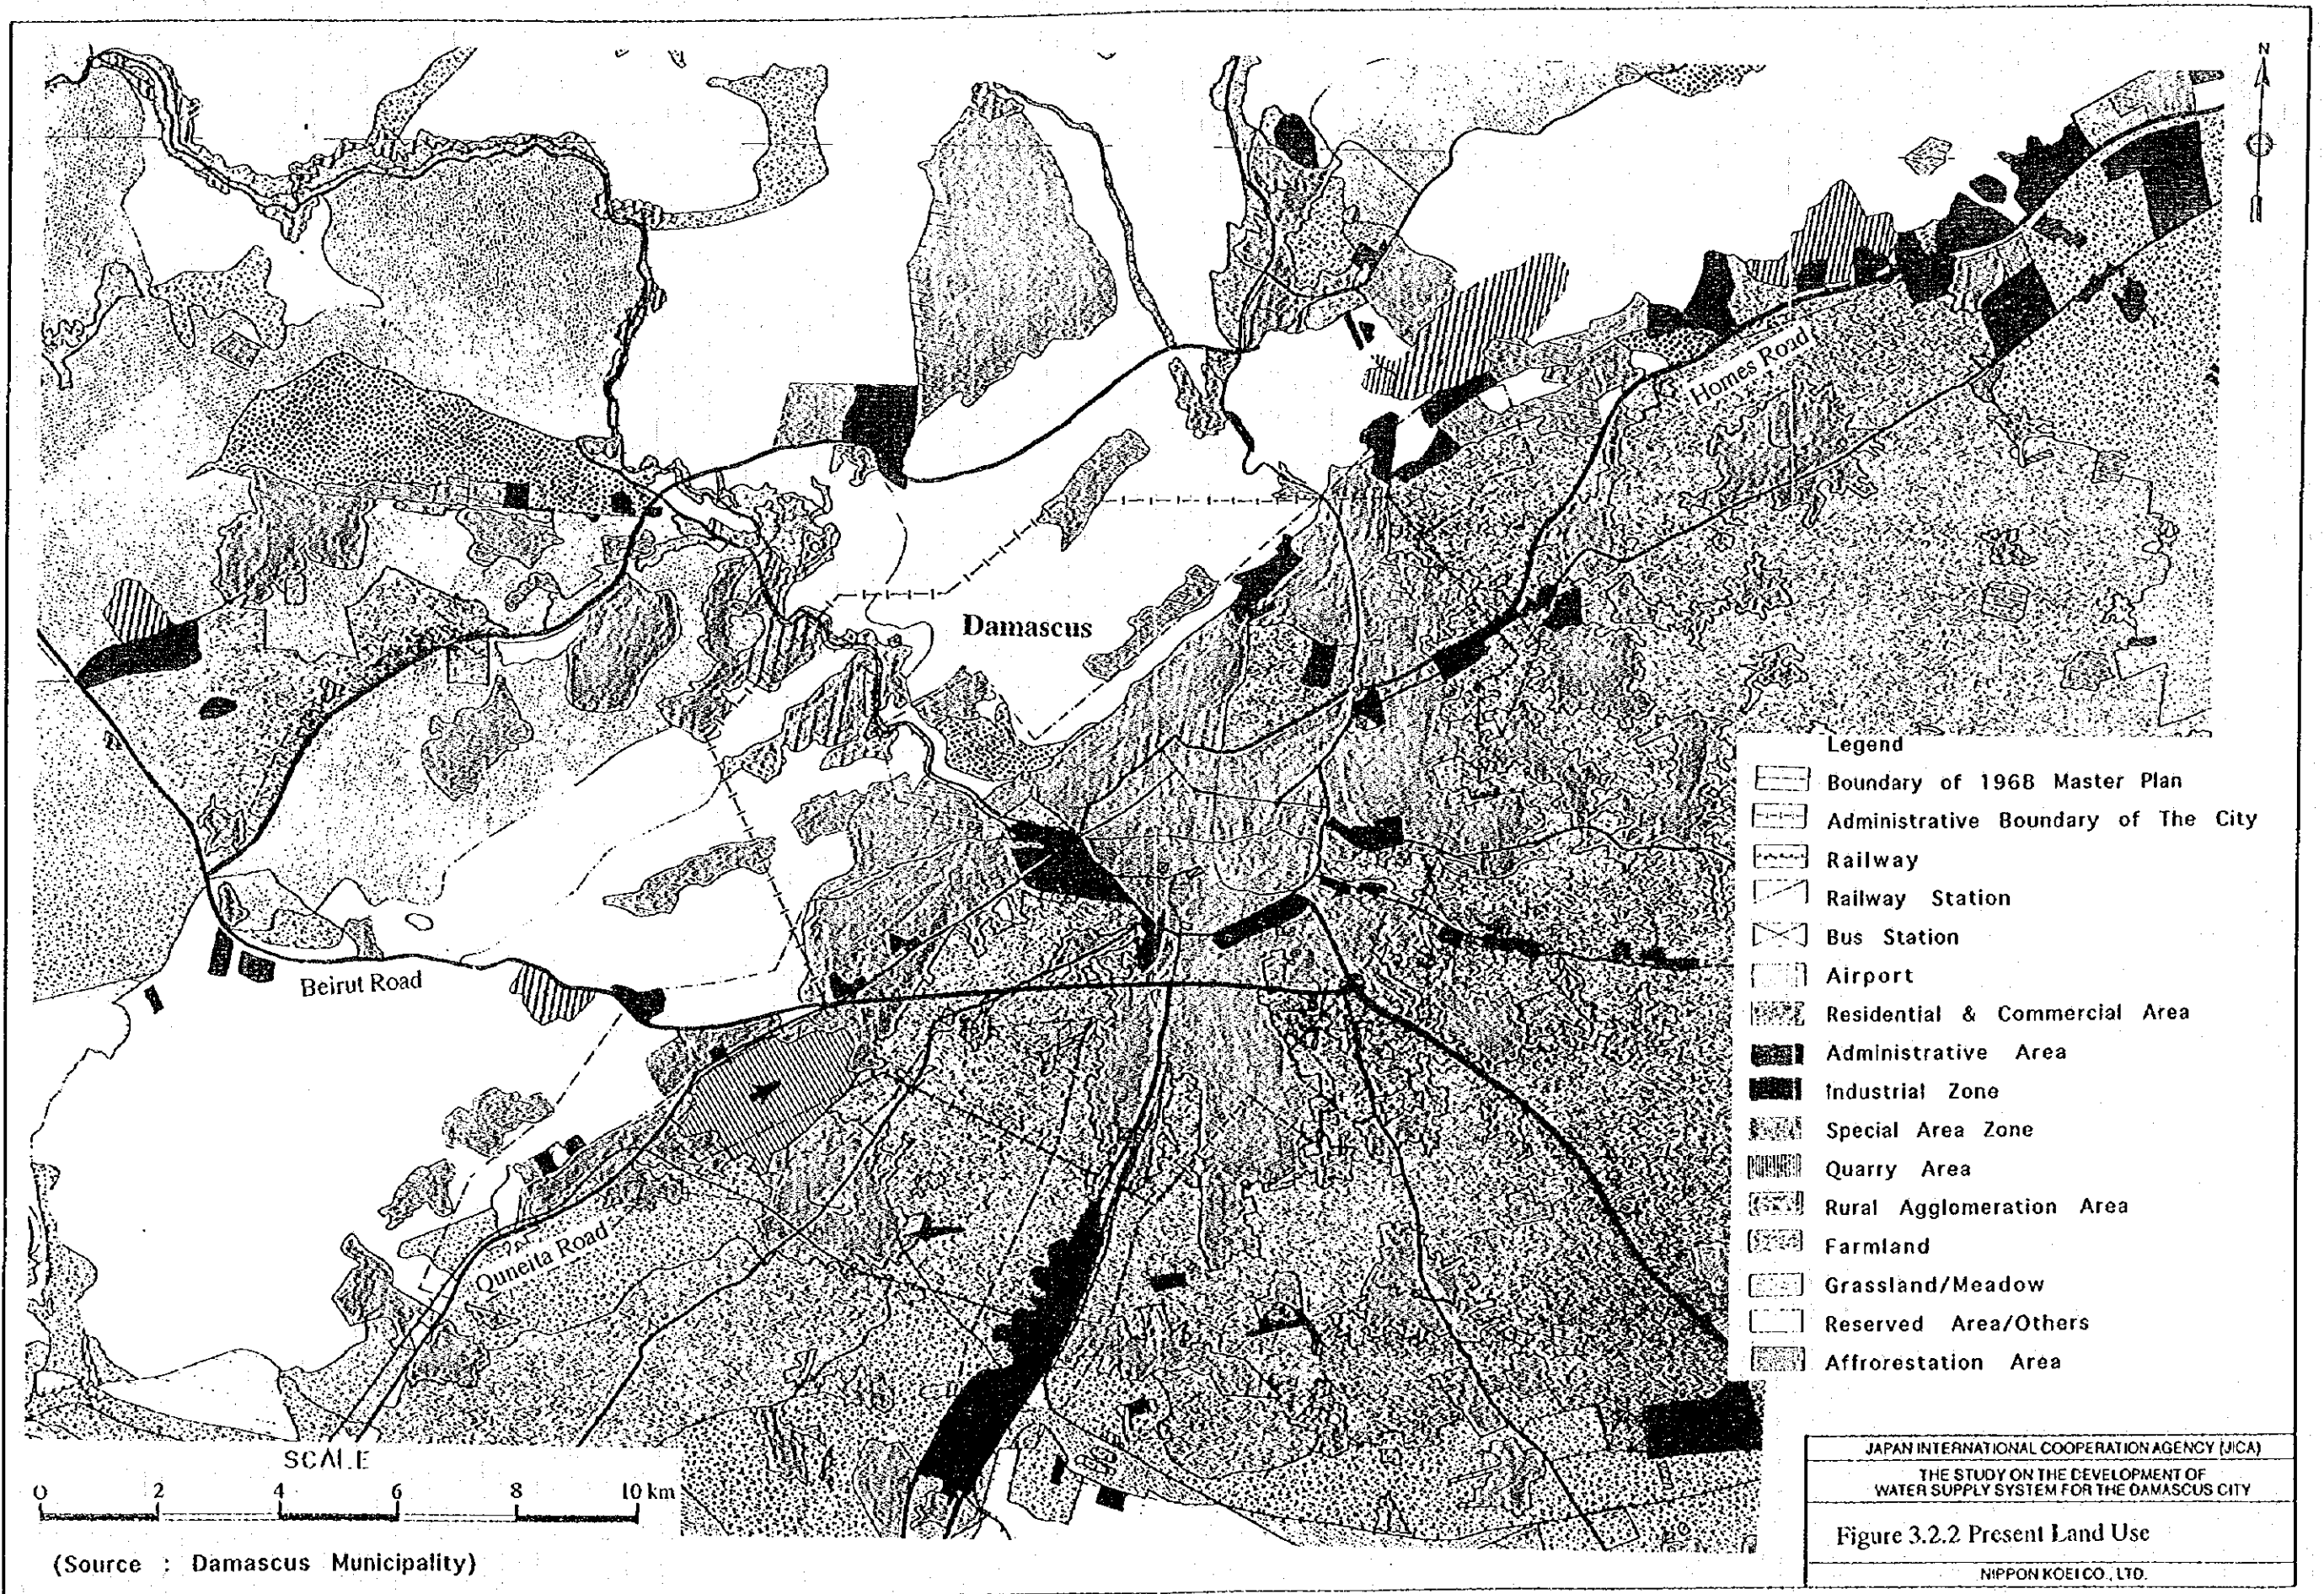 N
Homes Road
Damascus
Beirut Road
Quneita Road
Legend
Boundary of 1968 Master Plan
Administrative Boundary of The City
Railway
Railway Station
Bus Station
Airport
Residential & Commercial Area
Administrative Area
Industrial Zone
Special Area Zone
Quarry Area
Rural Agglomeration Area
Farmland
Grassland/Meadow
Reserved Area/Others
Affrorestation Area
SCALE
0 2 4 6 8 10 km
(Source : Damascus Municipality)
JAPAN INTERNATIONAL COOPERATION AGENCY (JICA)
THE STUDY ON THE DEVELOPMENT OF
WATER SUPPLY SYSTEM FOR THE DAMASCUS CITY
Figure 3.2.2 Present Land Use
NIPPON KOEI CO., LTD.